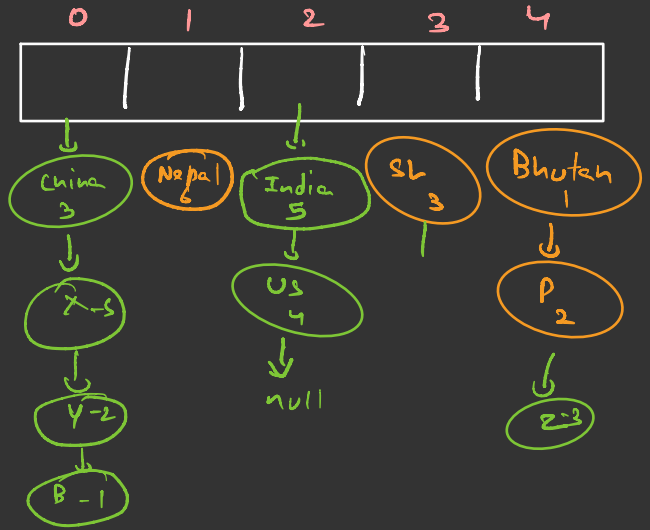 0 1 2 3 4
China
3
Nepal
6
India
5
SL
3
Bhutan
1
X-5
US
4
P
2
null
Y-2
Z-3
B-1